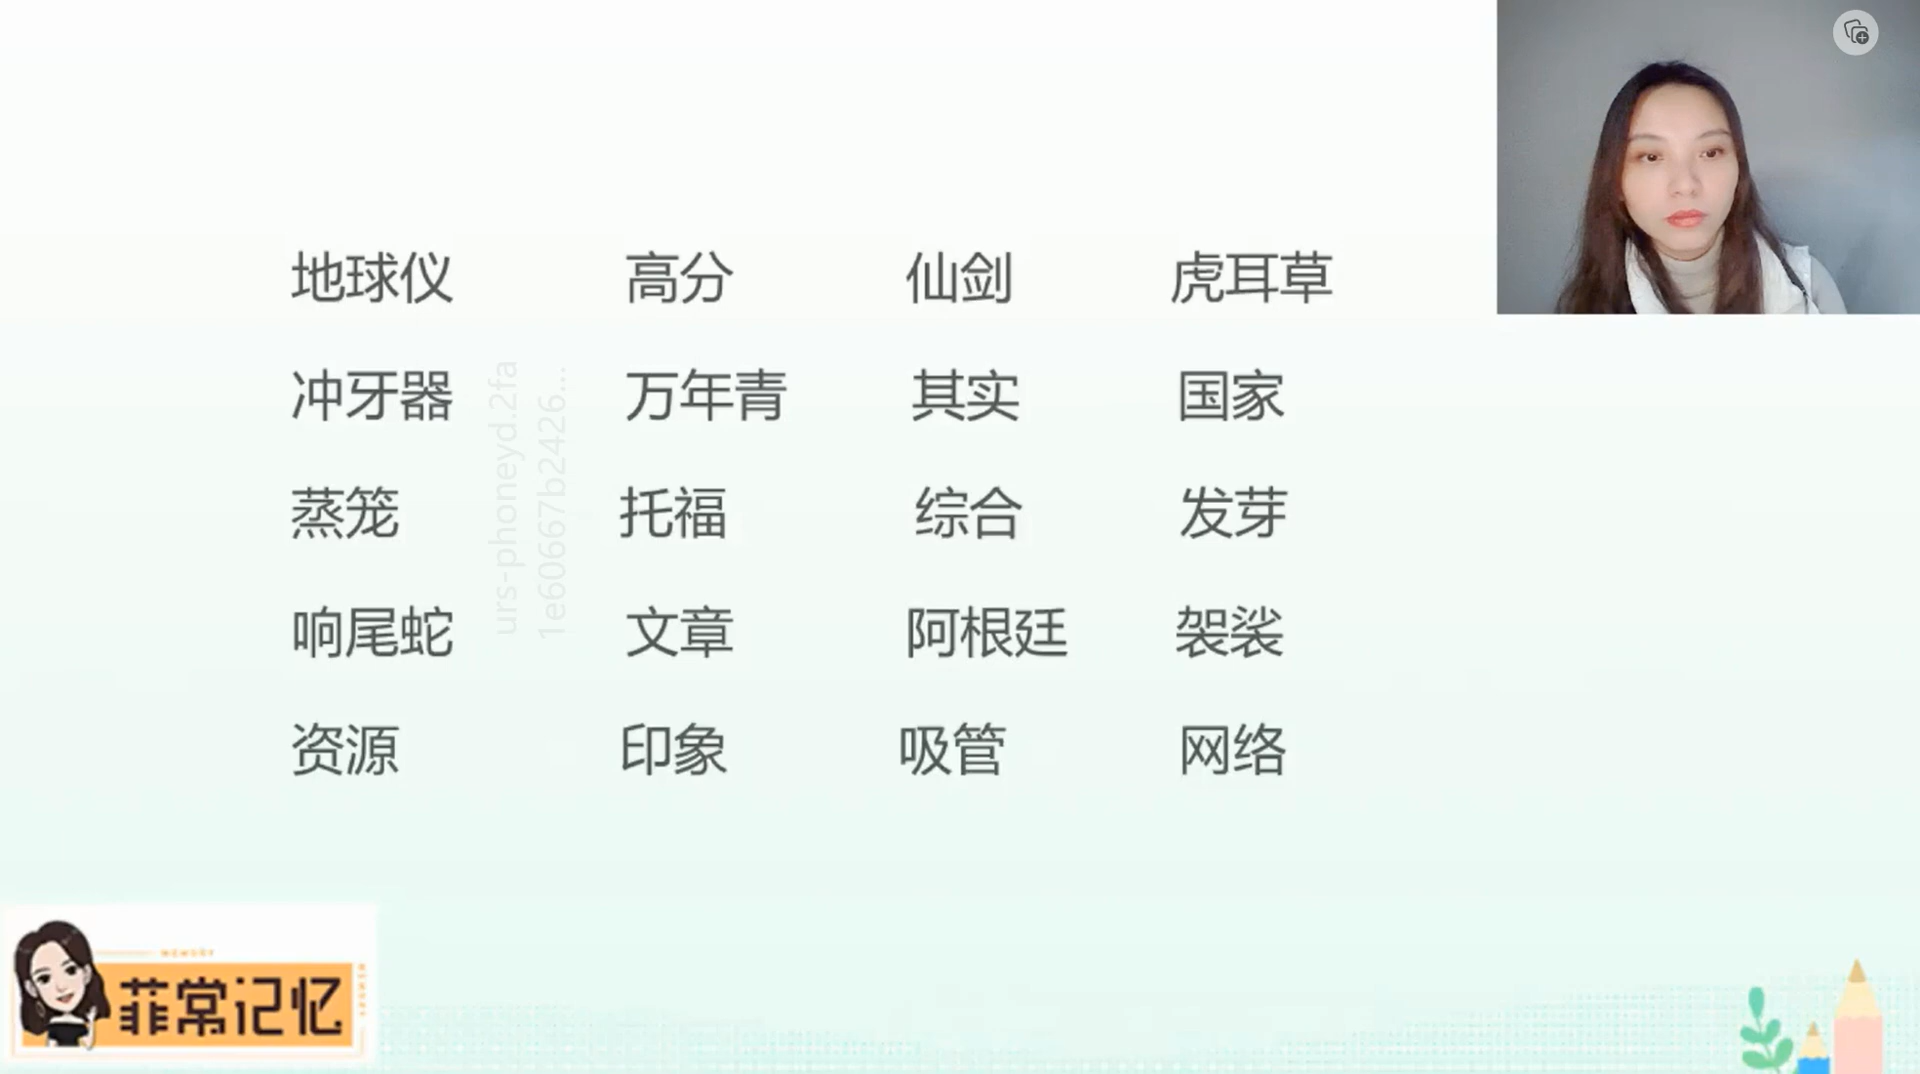 地球仪 高分 仙剑 虎耳草
冲牙器 万年青 其实 国家
蒸笼 托福 综合 发芽
响尾蛇 文章 阿根廷 袈裟
资源 印象 吸管 网络
urs-phoneyd.2fa
1e60667b2426...
MEMORY
菲常记忆